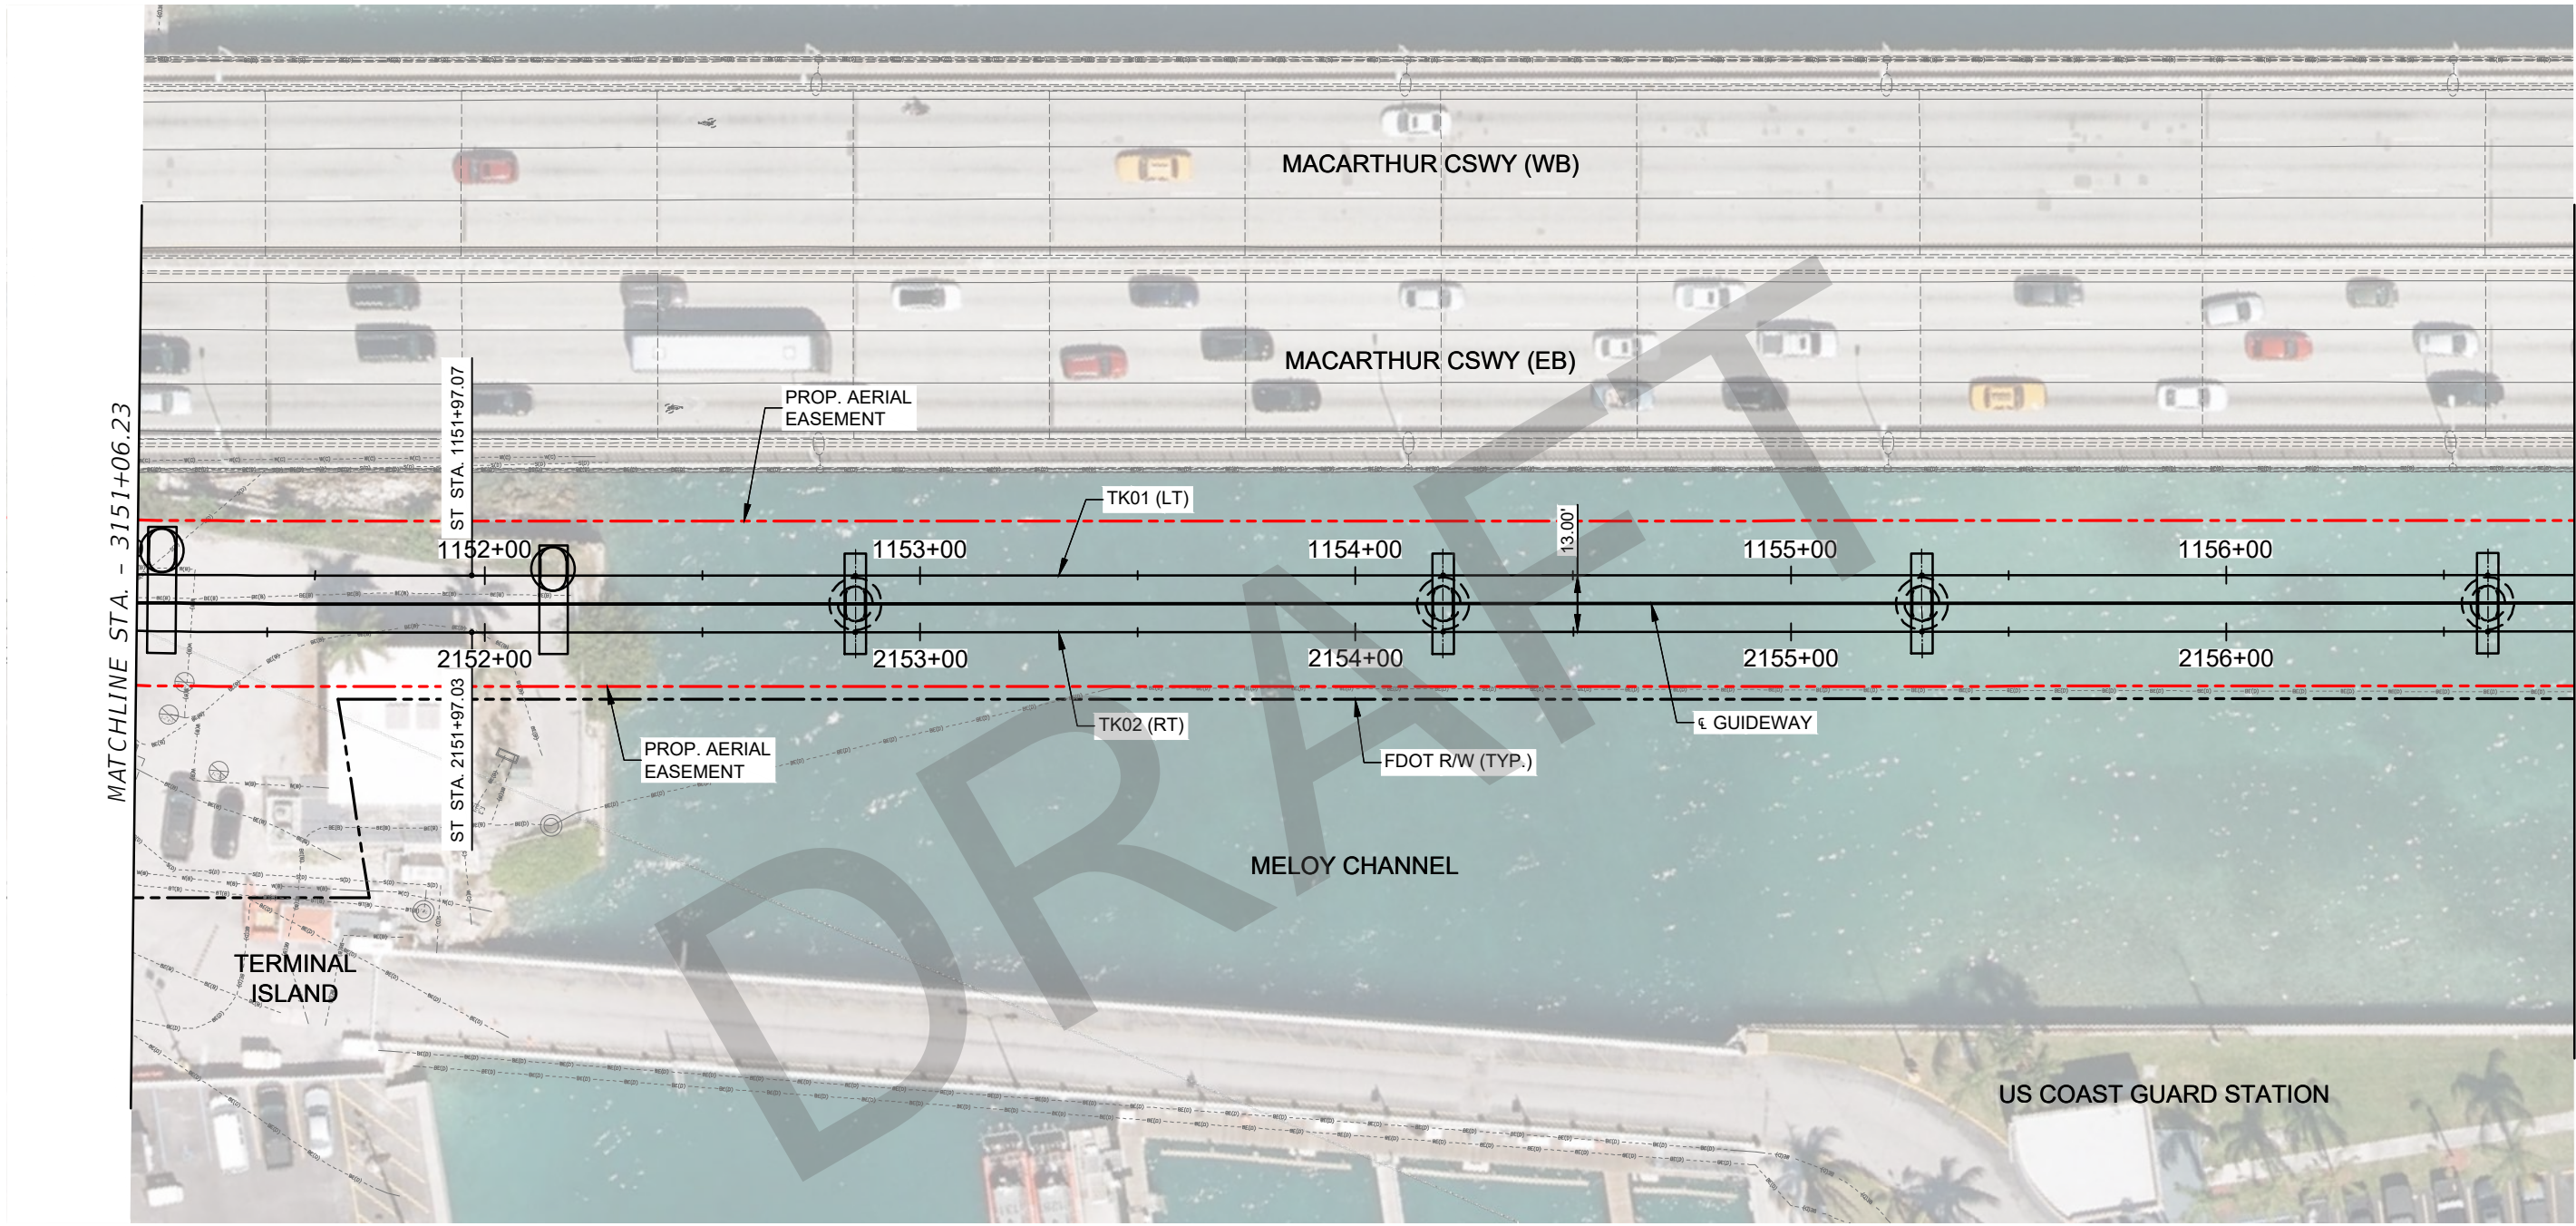 MACARTHUR CSWY (WB)
MACARTHUR CSWY (EB)
PROP. AERIAL
EASEMENT
MATCHLINE STA. - 3151+06.23
ST STA. 1151+97.07
TK01 (LT)
13.00'
1152+00
1153+00
1154+00
1155+00
1156+00
2152+00
2153+00
2154+00
2155+00
2156+00
ST STA. 2151+97.03
TK02 (RT)
℄ GUIDEWAY
PROP. AERIAL
EASEMENT
FDOT R/W (TYP.)
DRAFT
MELOY CHANNEL
TERMINAL
ISLAND
US COAST GUARD STATION